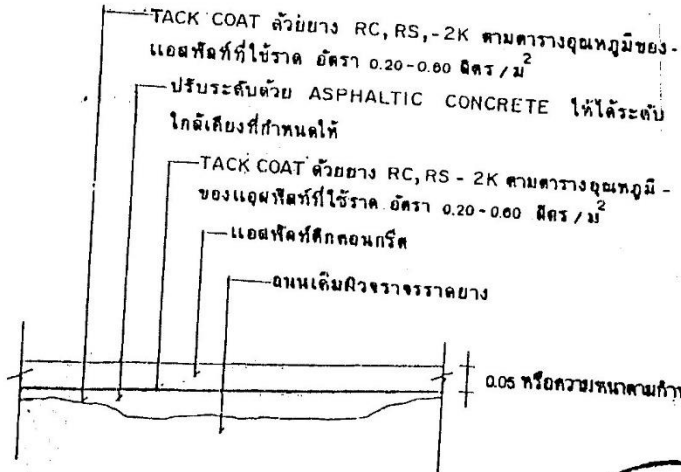 TACK COAT ด้วยยาง RC, RS,-2K ตามตารางอุณหภูมิของ-
แอสฟัลท์ที่ใช้ราด อัตรา 0.20-0.60 ลิตร / ม²
ปรับระดับด้วย ASPHALTIC CONCRETE ให้ได้ระดับ
ใกล้เคียงที่กำหนดให้
TACK COAT ด้วยยาง RC, RS - 2K ตามตารางอุณหภูมิ -
ของแอสฟัลท์ที่ใช้ราด อัตรา 0.20-0.60 ลิตร / ม²
แอสฟัลท์ติกคอนกรีต
ถนนเดิมผิวจราจรราดยาง
0.05 หรือความหนาตาม